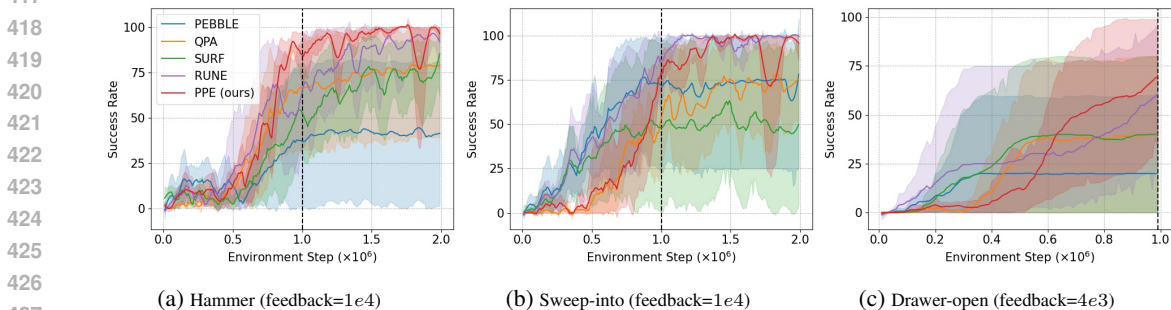 418
419
420
421
422
423
424
425
426
100
75
50
25
0
Success Rate
PEBBLE
QPA
SURF
RUNE
PPE (ours)
0.0 0.5 1.0 1.5 2.0
Environment Step (×10⁶)
(a) Hammer (feedback=1e4)
100
75
50
25
0
Success Rate
0.0 0.5 1.0 1.5 2.0
Environment Step (×10⁶)
(b) Sweep-into (feedback=1e4)
100
75
50
25
0
Success Rate
0.0 0.2 0.4 0.6 0.8 1.0
Environment Step (×10⁶)
(c) Drawer-open (feedback=4e3)